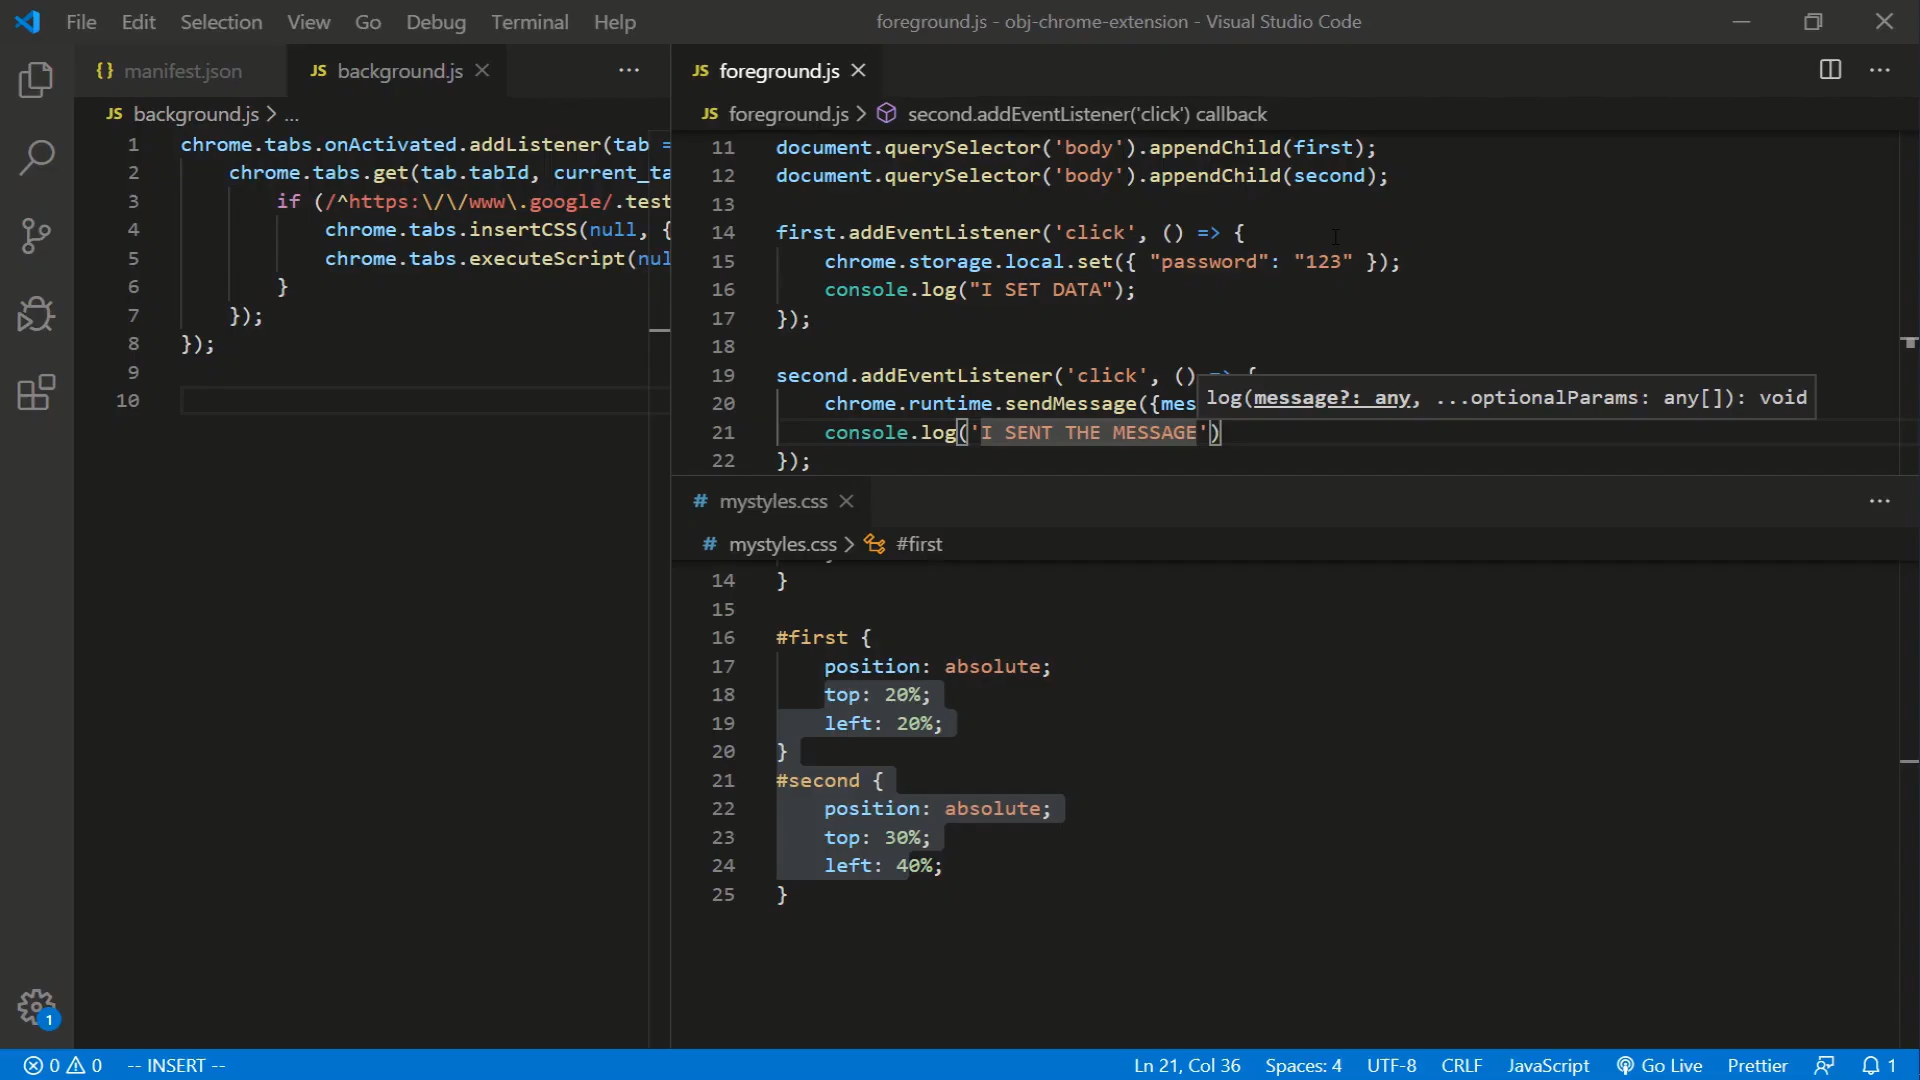 File Edit Selection View Go Debug Terminal Help
foreground.js - obj-chrome-extension - Visual Studio Code
{} manifest.json
JS background.js
JS background.js > ...
1 chrome.tabs.onActivated.addListener(tab =
2 chrome.tabs.get(tab.tabId, current_ta
3 if (/^https:\/\/www\.google/.test
4 chrome.tabs.insertCSS(null, {
5 chrome.tabs.executeScript(nul
6 }
7 });
8 });
9
10
JS foreground.js
JS foreground.js > second.addEventListener('click') callback
11 document.querySelector('body').appendChild(first);
12 document.querySelector('body').appendChild(second);
13
14 first.addEventListener('click', () => {
15 chrome.storage.local.set({ "password": "123" });
16 console.log("I SET DATA");
17 });
18
19 second.addEventListener('click', () => {
20 chrome.runtime.sendMessage({mes
log(message?: any, ...optionalParams: any[]): void
21 console.log('I SENT THE MESSAGE')
22 });
# mystyles.css
# mystyles.css > #first
14 }
15
16 #first {
17 position: absolute;
18 top: 20%;
19 left: 20%;
20 }
21 #second {
22 position: absolute;
23 top: 30%;
24 left: 40%;
25 }
1
0 0 -- INSERT -- Ln 21, Col 36 Spaces: 4 UTF-8 CRLF JavaScript Go Live Prettier 1